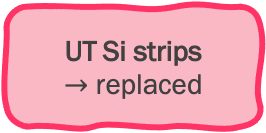 UT Si strips
→ replaced